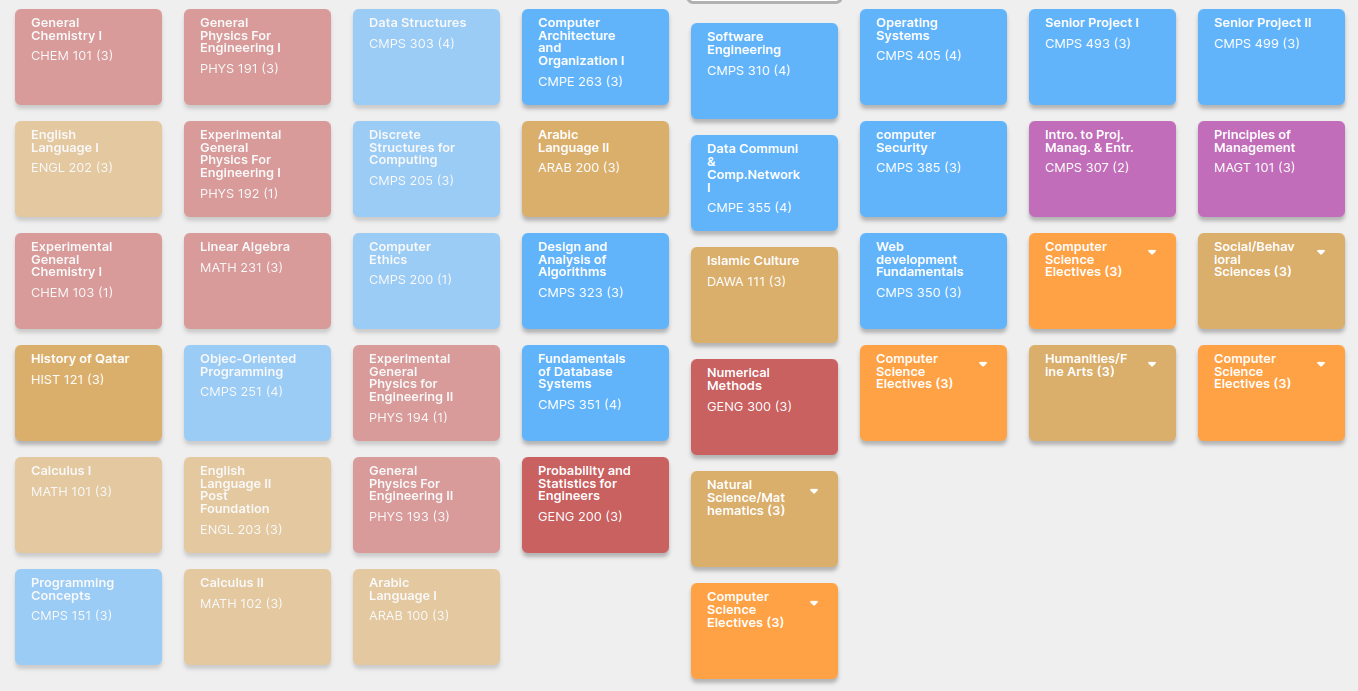 General
Chemistry I
CHEM 101 (3)
English
Language I
ENGL 202 (3)
Experimental
General
Chemistry I
CHEM 103 (1)
History of Qatar
HIST 121 (3)
Calculus I
MATH 101 (3)
Programming
Concepts
CMPS 151 (3)
General
Physics For
Engineering I
PHYS 191 (3)
Experimental
General
Physics For
Engineering I
PHYS 192 (1)
Linear Algebra
MATH 231 (3)
Objec-Oriented
Programming
CMPS 251 (4)
English
Language II
Post
Foundation
ENGL 203 (3)
Calculus II
MATH 102 (3)
Data Structures
CMPS 303 (4)
Discrete
Structures for
Computing
CMPS 205 (3)
Computer
Ethics
CMPS 200 (1)
Experimental
General
Physics for
Engineering II
PHYS 194 (1)
General
Physics For
Engineering II
PHYS 193 (3)
Arabic
Language I
ARAB 100 (3)
Computer
Architecture
and
Organization I
CMPE 263 (3)
Arabic
Language II
ARAB 200 (3)
Design and
Analysis of
Algorithms
CMPS 323 (3)
Fundamentals
of Database
Systems
CMPS 351 (4)
Probability and
Statistics for
Engineers
GENG 200 (3)
Software
Engineering
CMPS 310 (4)
Data Communi
&
Comp.Network
I
CMPE 355 (4)
Islamic Culture
DAWA 111 (3)
Numerical
Methods
GENG 300 (3)
Natural
Science/Mat
hematics (3)
Computer
Science
Electives (3)
Operating
Systems
CMPS 405 (4)
computer
Security
CMPS 385 (3)
Web
development
Fundamentals
CMPS 350 (3)
Computer
Science
Electives (3)
Senior Project I
CMPS 493 (3)
Intro. to Proj.
Manag. & Entr.
CMPS 307 (2)
Computer
Science
Electives (3)
Humanities/F
ine Arts (3)
Senior Project II
CMPS 499 (3)
Principles of
Management
MAGT 101 (3)
Social/Behav
ioral
Sciences (3)
Computer
Science
Electives (3)